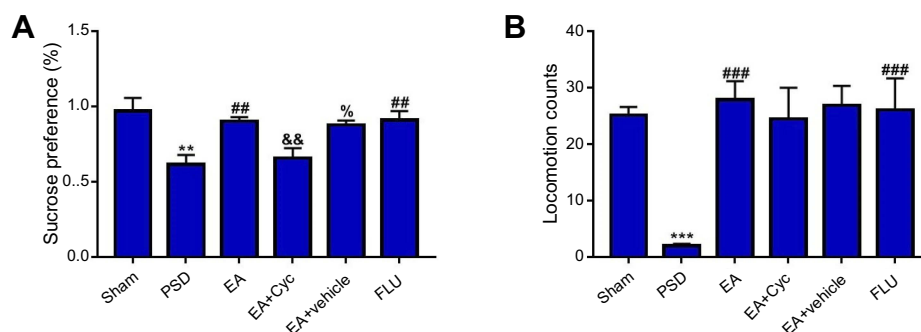 A
Sucrose preference (%)
1.5
1.0
0.5
0.0
**
##
&&
%
##
Sham
PSD
EA
EA+Cyc
EA+vehicle
FLU
B
Locomotion counts
40
30
20
10
0
***
###
###
Sham
PSD
EA
EA+Cyc
EA+vehicle
FLU